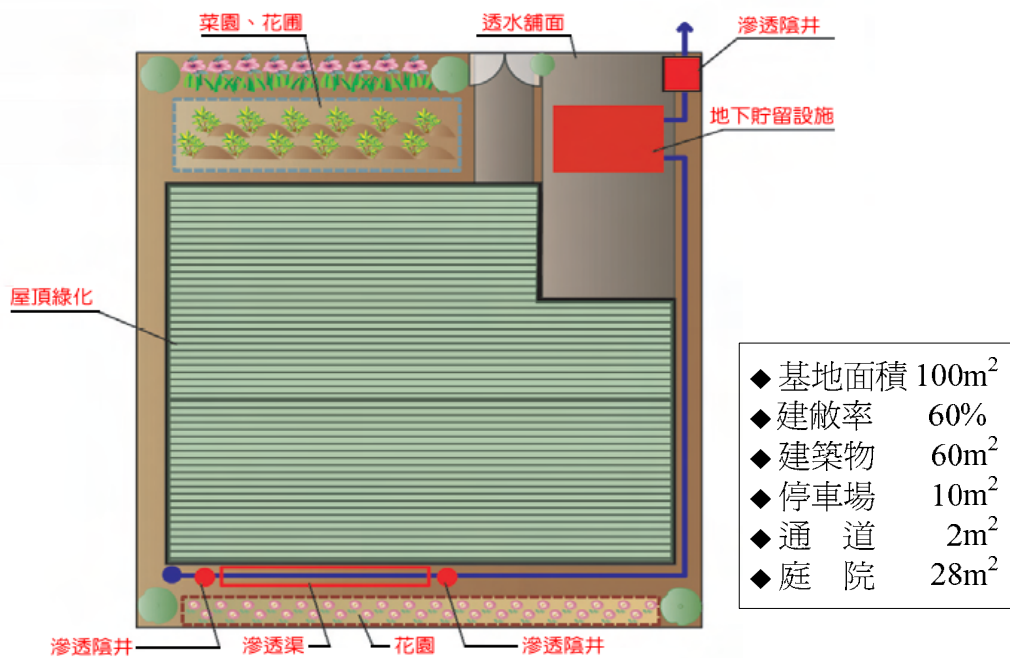 菜園、花圃
透水舖面
滲透陰井
地下貯留設施
屋頂綠化
◆ 基地面積 100m²
◆ 建敝率 60%
◆ 建築物 60m²
◆ 停車場 10m²
◆ 通 道 2m²
◆ 庭 院 28m²
滲透陰井
滲透渠
花園
滲透陰井